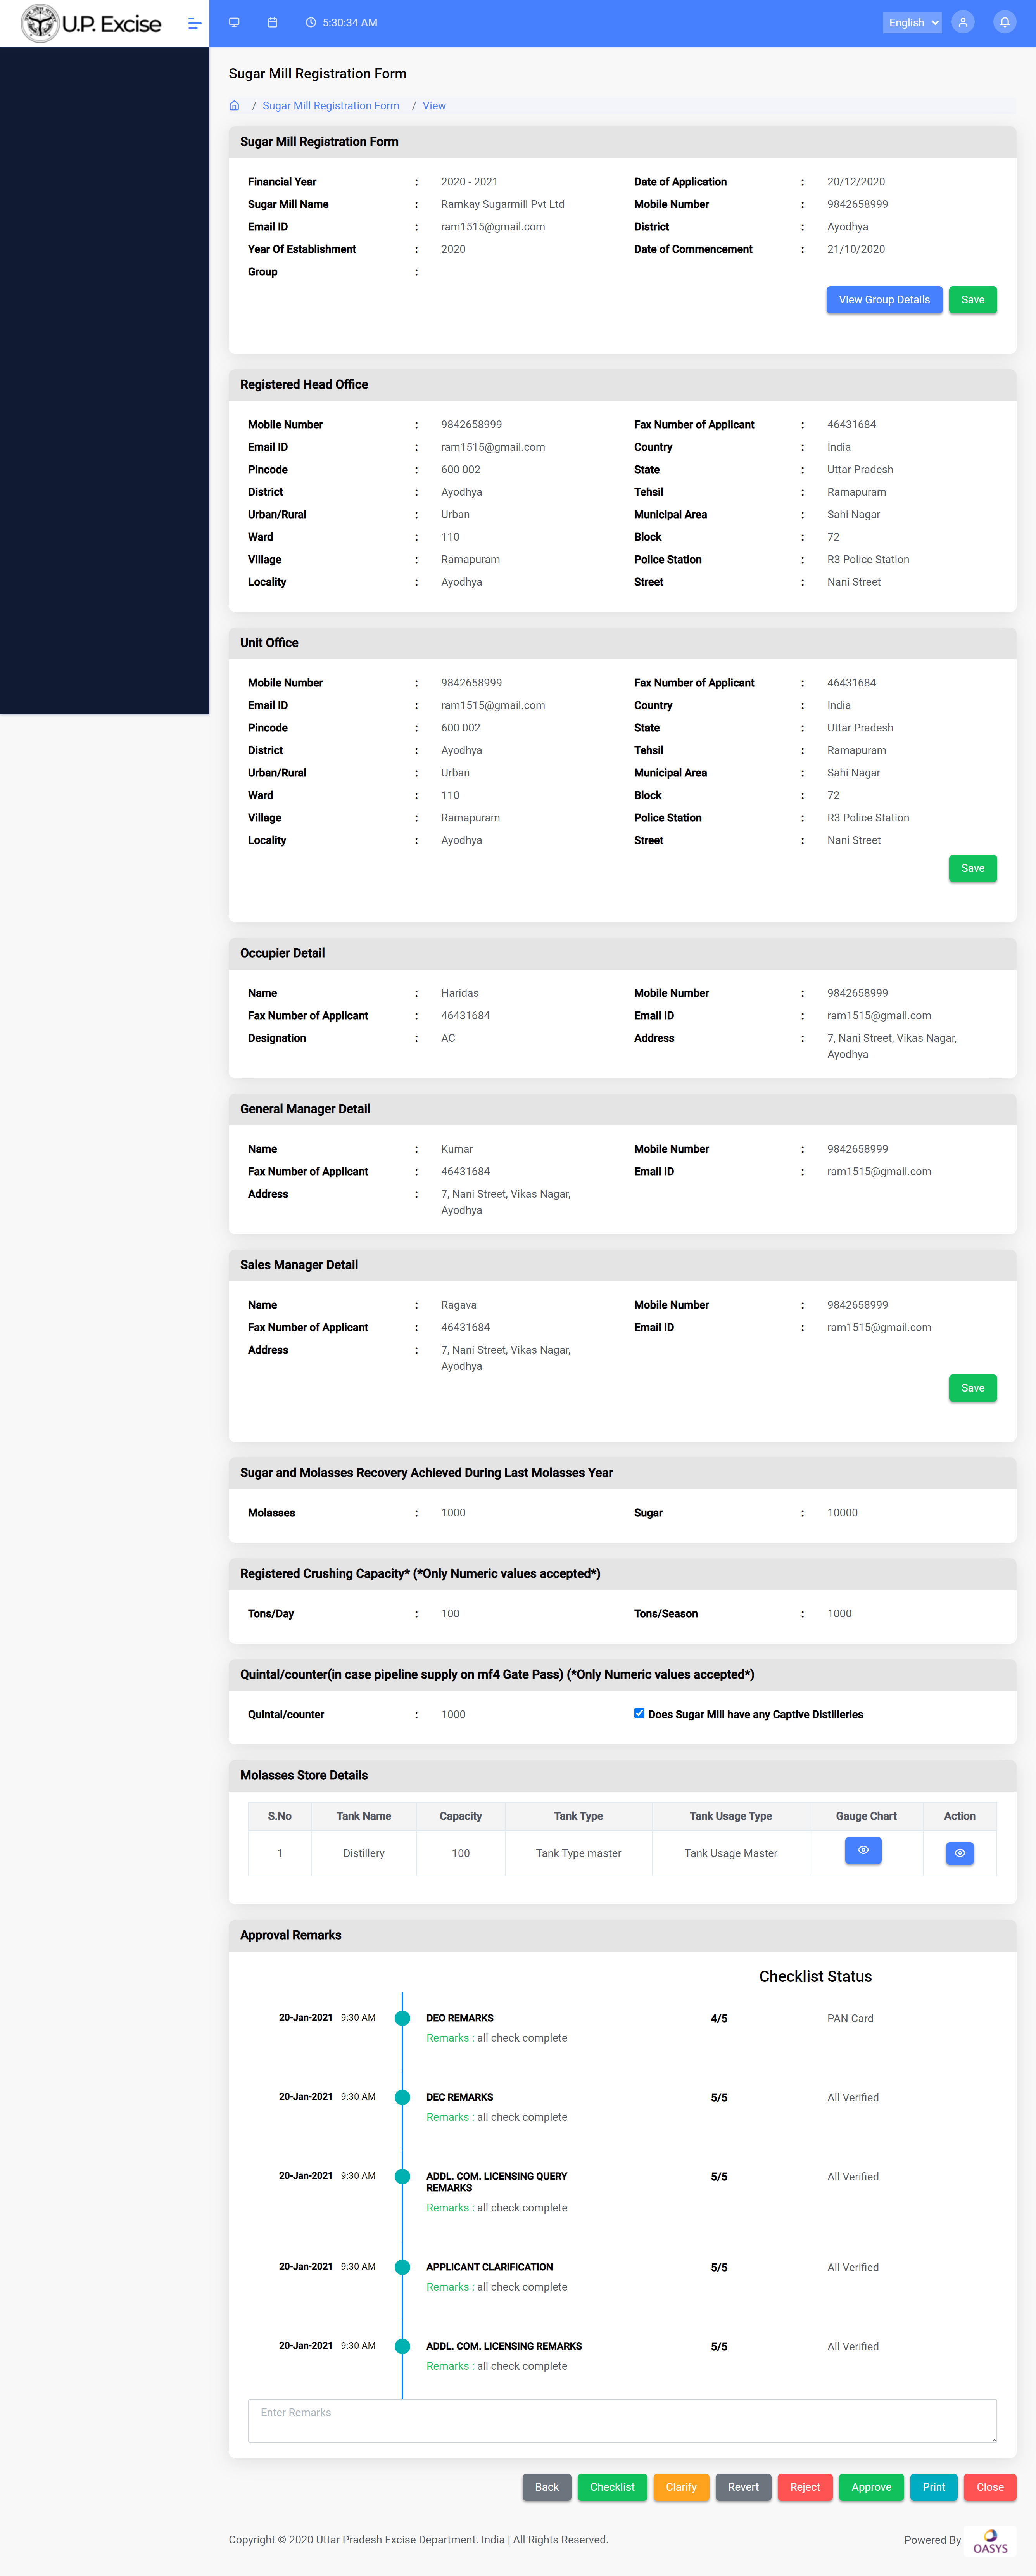 U.P. Excise
5:30:34 AM
English
Sugar Mill Registration Form
/ Sugar Mill Registration Form / View
Sugar Mill Registration Form
Financial Year : 2020 - 2021 Date of Application : 20/12/2020
Sugar Mill Name : Ramkay Sugarmill Pvt Ltd Mobile Number : 9842658999
Email ID : ram1515@gmail.com District : Ayodhya
Year Of Establishment : 2020 Date of Commencement : 21/10/2020
Group :
View Group Details Save
Registered Head Office
Mobile Number : 9842658999 Fax Number of Applicant : 46431684
Email ID : ram1515@gmail.com Country : India
Pincode : 600 002 State : Uttar Pradesh
District : Ayodhya Tehsil : Ramapuram
Urban/Rural : Urban Municipal Area : Sahi Nagar
Ward : 110 Block : 72
Village : Ramapuram Police Station : R3 Police Station
Locality : Ayodhya Street : Nani Street
Unit Office
Mobile Number : 9842658999 Fax Number of Applicant : 46431684
Email ID : ram1515@gmail.com Country : India
Pincode : 600 002 State : Uttar Pradesh
District : Ayodhya Tehsil : Ramapuram
Urban/Rural : Urban Municipal Area : Sahi Nagar
Ward : 110 Block : 72
Village : Ramapuram Police Station : R3 Police Station
Locality : Ayodhya Street : Nani Street
Save
Occupier Detail
Name : Haridas Mobile Number : 9842658999
Fax Number of Applicant : 46431684 Email ID : ram1515@gmail.com
Designation : AC Address : 7, Nani Street, Vikas Nagar,
Ayodhya
General Manager Detail
Name : Kumar Mobile Number : 9842658999
Fax Number of Applicant : 46431684 Email ID : ram1515@gmail.com
Address : 7, Nani Street, Vikas Nagar,
Ayodhya
Sales Manager Detail
Name : Ragava Mobile Number : 9842658999
Fax Number of Applicant : 46431684 Email ID : ram1515@gmail.com
Address : 7, Nani Street, Vikas Nagar,
Ayodhya
Save
Sugar and Molasses Recovery Achieved During Last Molasses Year
Molasses : 1000 Sugar : 10000
Registered Crushing Capacity* (*Only Numeric values accepted*)
Tons/Day : 100 Tons/Season : 1000
Quintal/counter(in case pipeline supply on mf4 Gate Pass) (*Only Numeric values accepted*)
Quintal/counter : 1000 Does Sugar Mill have any Captive Distilleries
Molasses Store Details
S.No Tank Name Capacity Tank Type Tank Usage Type Gauge Chart Action
1 Distillery 100 Tank Type master Tank Usage Master
Approval Remarks
Checklist Status
20-Jan-2021 9:30 AM DEO REMARKS 4/5 PAN Card
Remarks : all check complete
20-Jan-2021 9:30 AM DEC REMARKS 5/5 All Verified
Remarks : all check complete
20-Jan-2021 9:30 AM ADDL. COM. LICENSING QUERY 5/5 All Verified
REMARKS
Remarks : all check complete
20-Jan-2021 9:30 AM APPLICANT CLARIFICATION 5/5 All Verified
Remarks : all check complete
20-Jan-2021 9:30 AM ADDL. COM. LICENSING REMARKS 5/5 All Verified
Remarks : all check complete
Enter Remarks
Back Checklist Clarify Revert Reject Approve Print Close
Copyright © 2020 Uttar Pradesh Excise Department. India | All Rights Reserved. Powered By OASYS